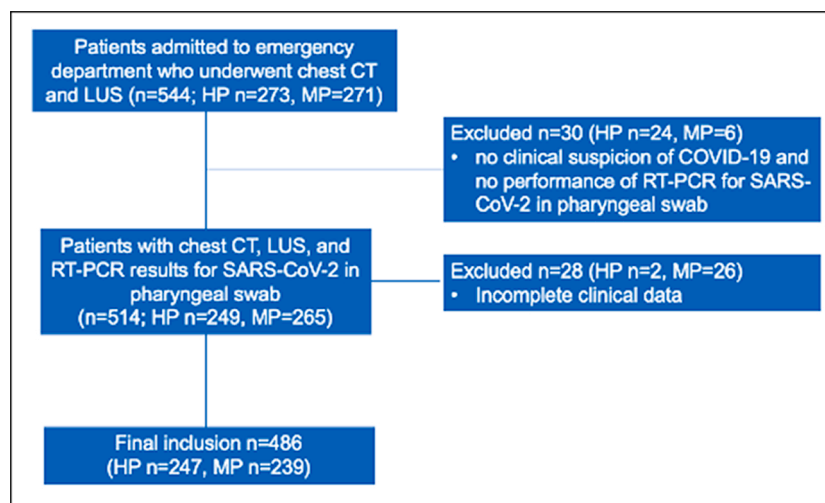 Patients admitted to emergency
department who underwent chest CT
and LUS (n=544; HP n=273, MP=271)
Excluded n=30 (HP n=24, MP=6)
• no clinical suspicion of COVID-19 and
no performance of RT-PCR for SARS-
CoV-2 in pharyngeal swab
Patients with chest CT, LUS, and
RT-PCR results for SARS-CoV-2 in
pharyngeal swab
(n=514; HP n=249, MP=265)
Excluded n=28 (HP n=2, MP=26)
• Incomplete clinical data
Final inclusion n=486
(HP n=247, MP n=239)